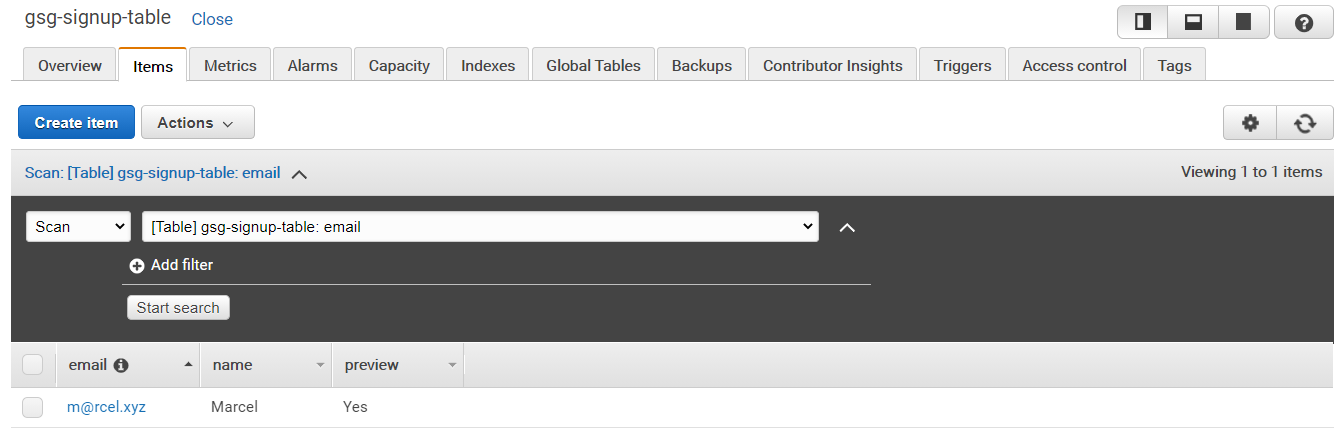 gsg-signup-table Close
Overview Items Metrics Alarms Capacity Indexes Global Tables Backups Contributor Insights Triggers Access control Tags
Create item Actions
Scan: [Table] gsg-signup-table: email Viewing 1 to 1 items
Scan [Table] gsg-signup-table: email
Add filter
Start search
email name preview
m@rcel.xyz Marcel Yes